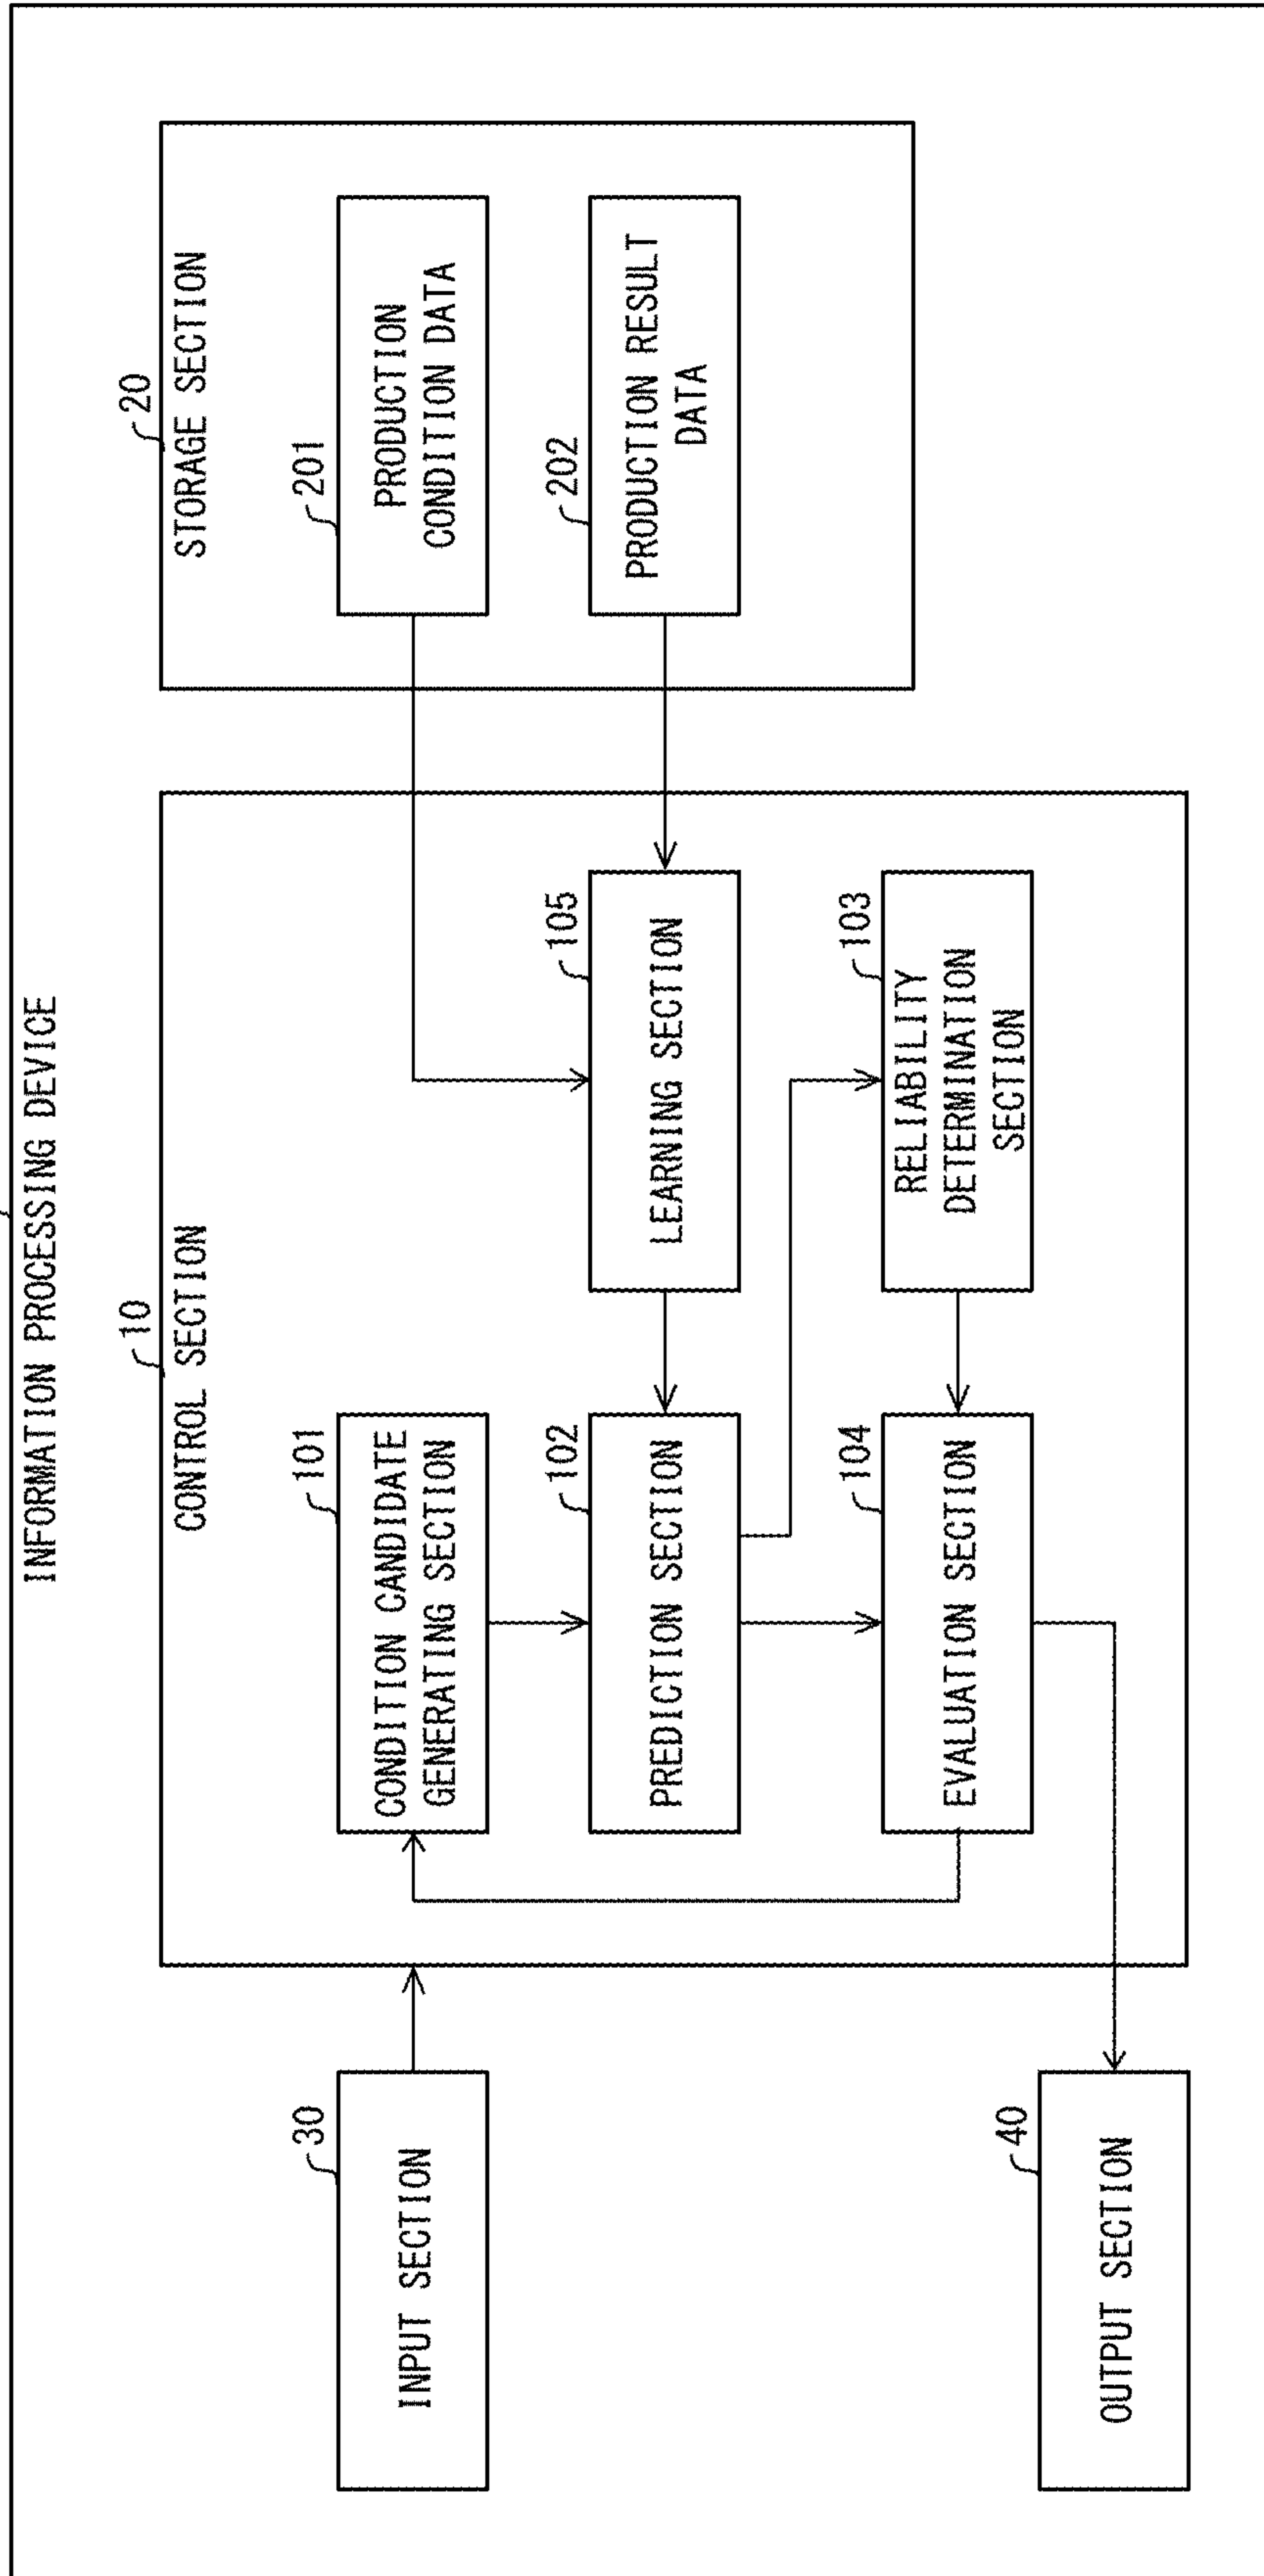 INFORMATION PROCESSING DEVICE
10
CONTROL SECTION
20
STORAGE SECTION
30
INPUT SECTION
101
CONDITION CANDIDATE
GENERATING SECTION
201
PRODUCTION
CONDITION DATA
102
PREDICTION SECTION
105
LEARNING SECTION
202
PRODUCTION RESULT
DATA
104
EVALUATION SECTION
103
RELIABILITY
DETERMINATION
SECTION
40
OUTPUT SECTION